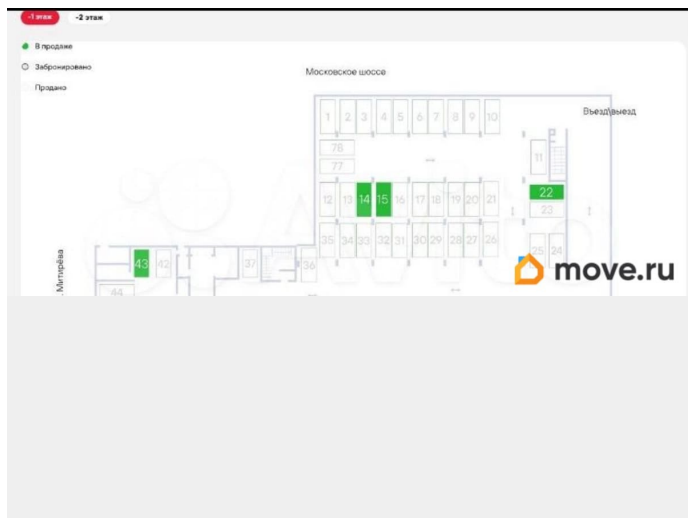 -1 этаж
-2 этаж
В продаже
Забронировано
Продано
Московское шоссе
Въезд\выезд
1 2 3 4 5 6 7 8 9 10
78
77
11
12 13 14 15 16 17 18 19 20 21
22
23
35 34 33 32 31 30 29 28 27 26
25 24
43 42 37 36
44
Митирёва
move.ru